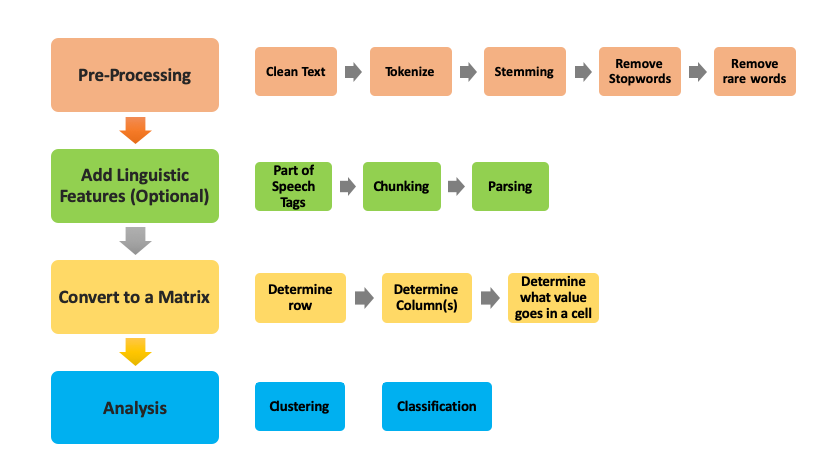 Pre-Processing
Clean Text
Tokenize
Stemming
Remove
Stopwords
Remove
rare words
Add Linguistic
Features (Optional)
Part of
Speech
Tags
Chunking
Parsing
Convert to a Matrix
Determine
row
Determine
Column(s)
Determine
what value
goes in a cell
Analysis
Clustering
Classification